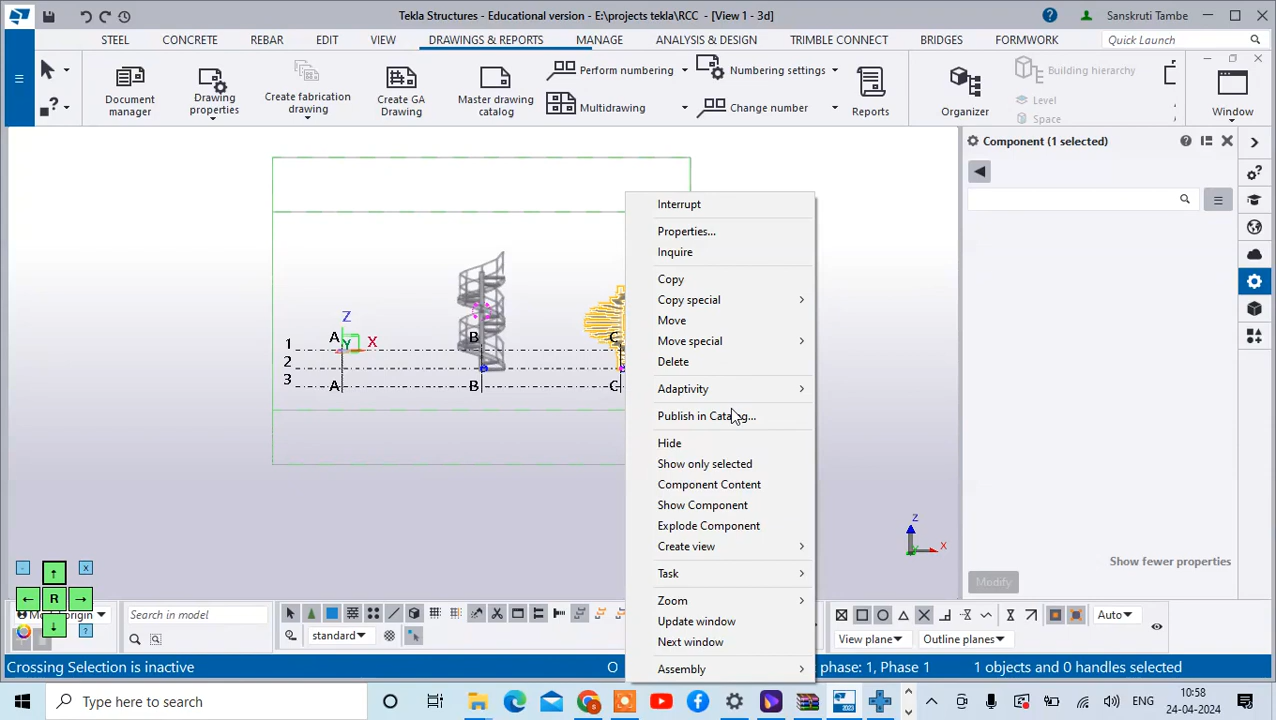 Tekla Structures - Educational version - E:\projects tekla\RCC - [View 1 - 3d]
Sanskruti Tambe
STEEL CONCRETE REBAR EDIT VIEW DRAWINGS & REPORTS MANAGE ANALYSIS & DESIGN TRIMBLE CONNECT BRIDGES FORMWORK Quick Launch
Document manager
Drawing properties
Create fabrication drawing
Create GA Drawing
Master drawing catalog
Perform numbering
Multidrawing
Numbering settings
Change number
Reports
Organizer
Building hierarchy
Level
Space
Window
Component (1 selected)
Interrupt
Properties...
Inquire
Copy
Copy special
Move
Move special
Delete
Adaptivity
Publish in
Hide
Show only selected
Component Content
Show Component
Explode Component
Create view
Task
Zoom
Update window
Next window
Assembly
Z
A Y X B C
1
2
3
A B C
Z
X
Show fewer properties
Modify
R
x
?
Search in model
standard
Auto
View plane
Outline planes
Crossing Selection is inactive
O
phase: 1, Phase 1
1 objects and 0 handles selected
Type here to search
ENG
10:58
24-04-2024